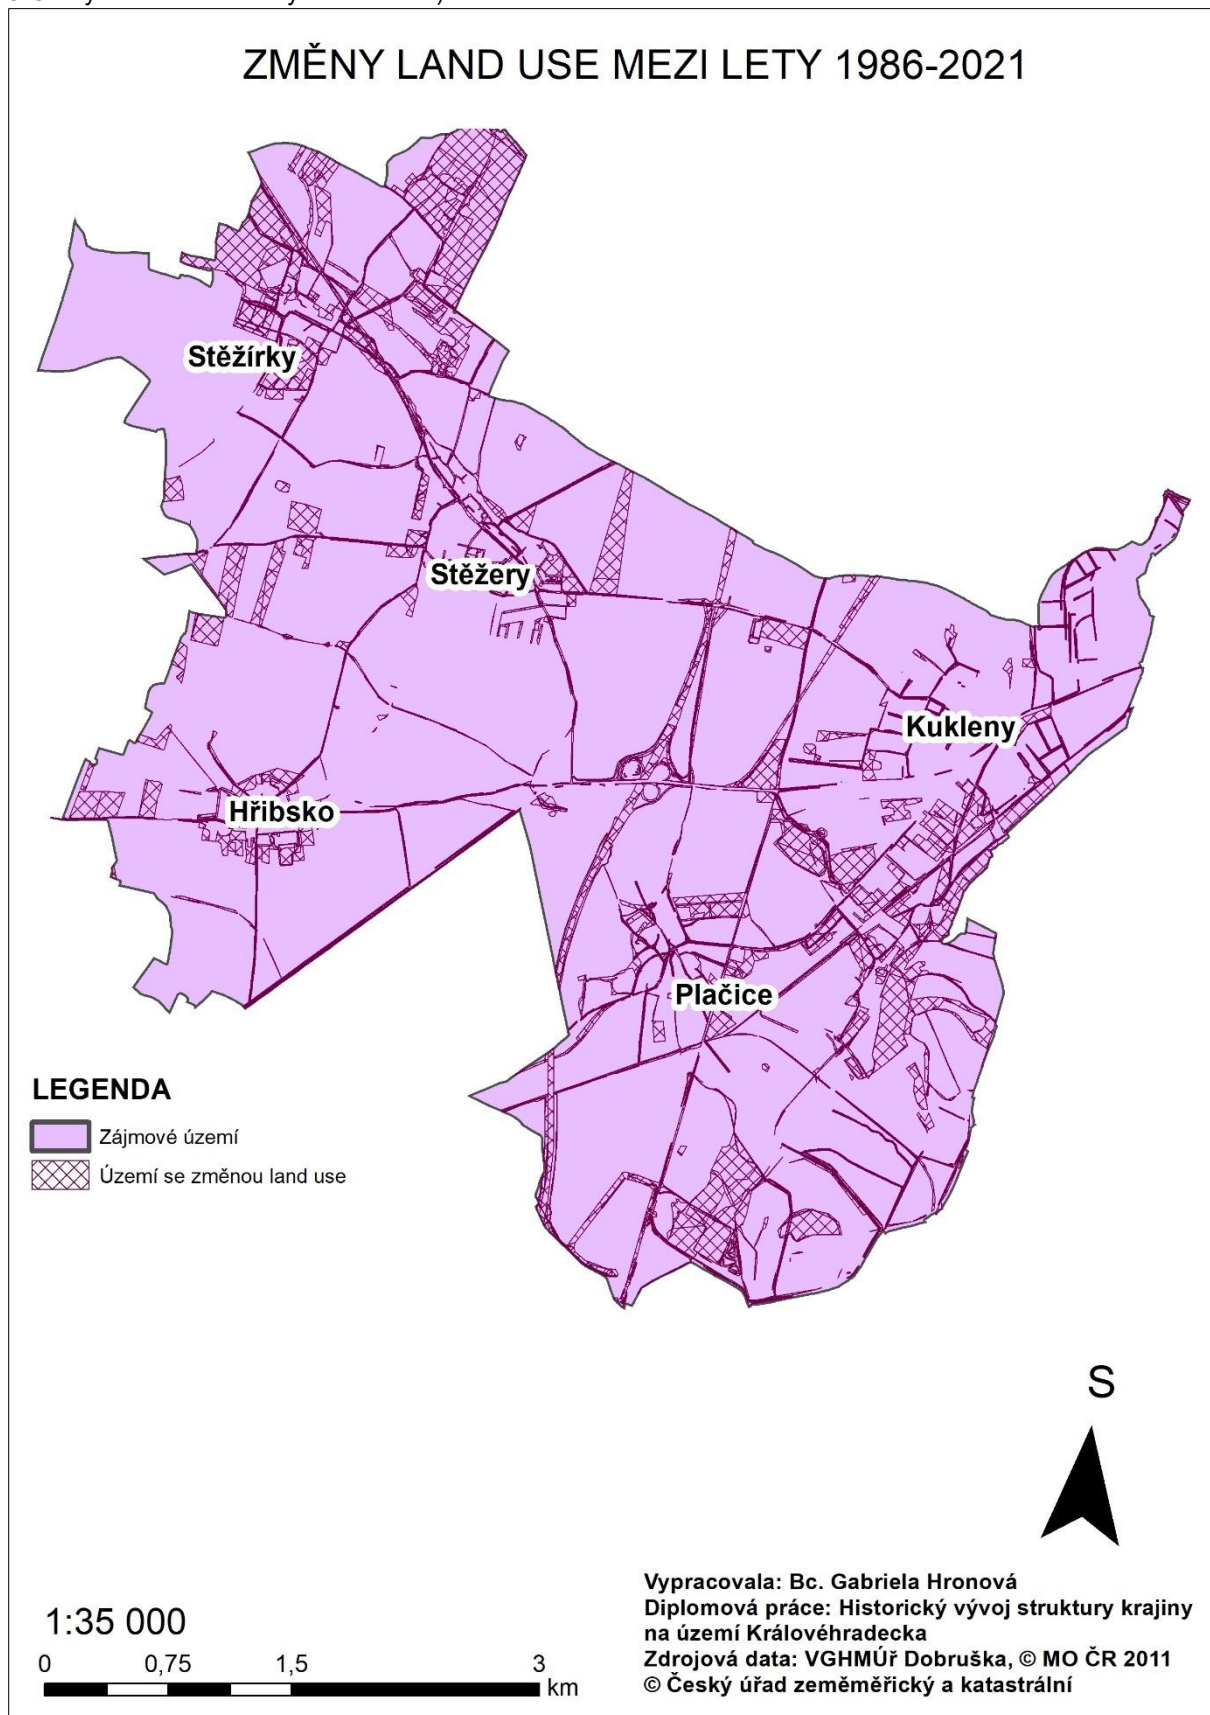 ZMĚNY LAND USE MEZI LETY 1986-2021
Stěžírky
Stěžery
Kukleny
Hřibsko
Plačice
LEGENDA
Zájmové území
Území se změnou land use
S
1:35 000
0 0,75 1,5 3
km
Vypracovala: Bc. Gabriela Hronová
Diplomová práce: Historický vývoj struktury krajiny
na území Královéhradecka
Zdrojová data: VGHMÚř Dobruška, © MO ČR 2011
© Český úřad zeměměřický a katastrální